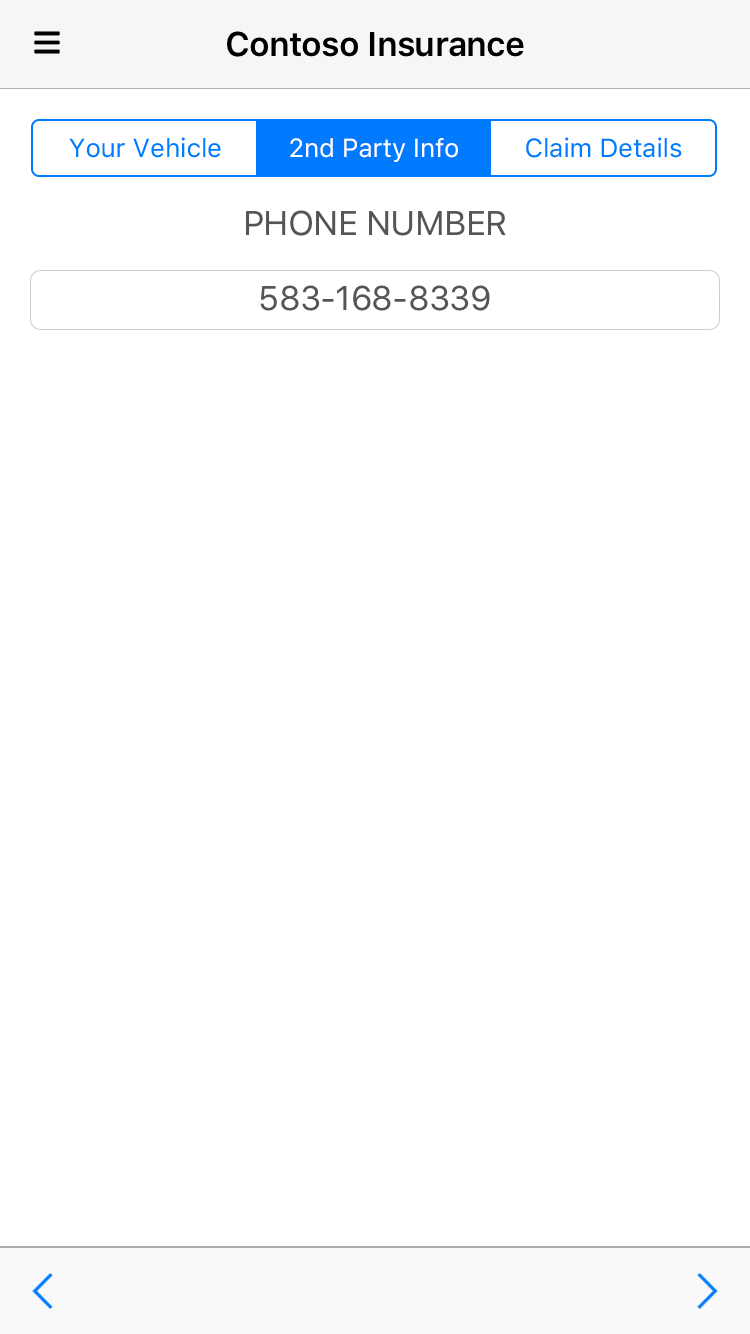 Contoso Insurance
Your Vehicle 2nd Party Info Claim Details
PHONE NUMBER
583-168-8339